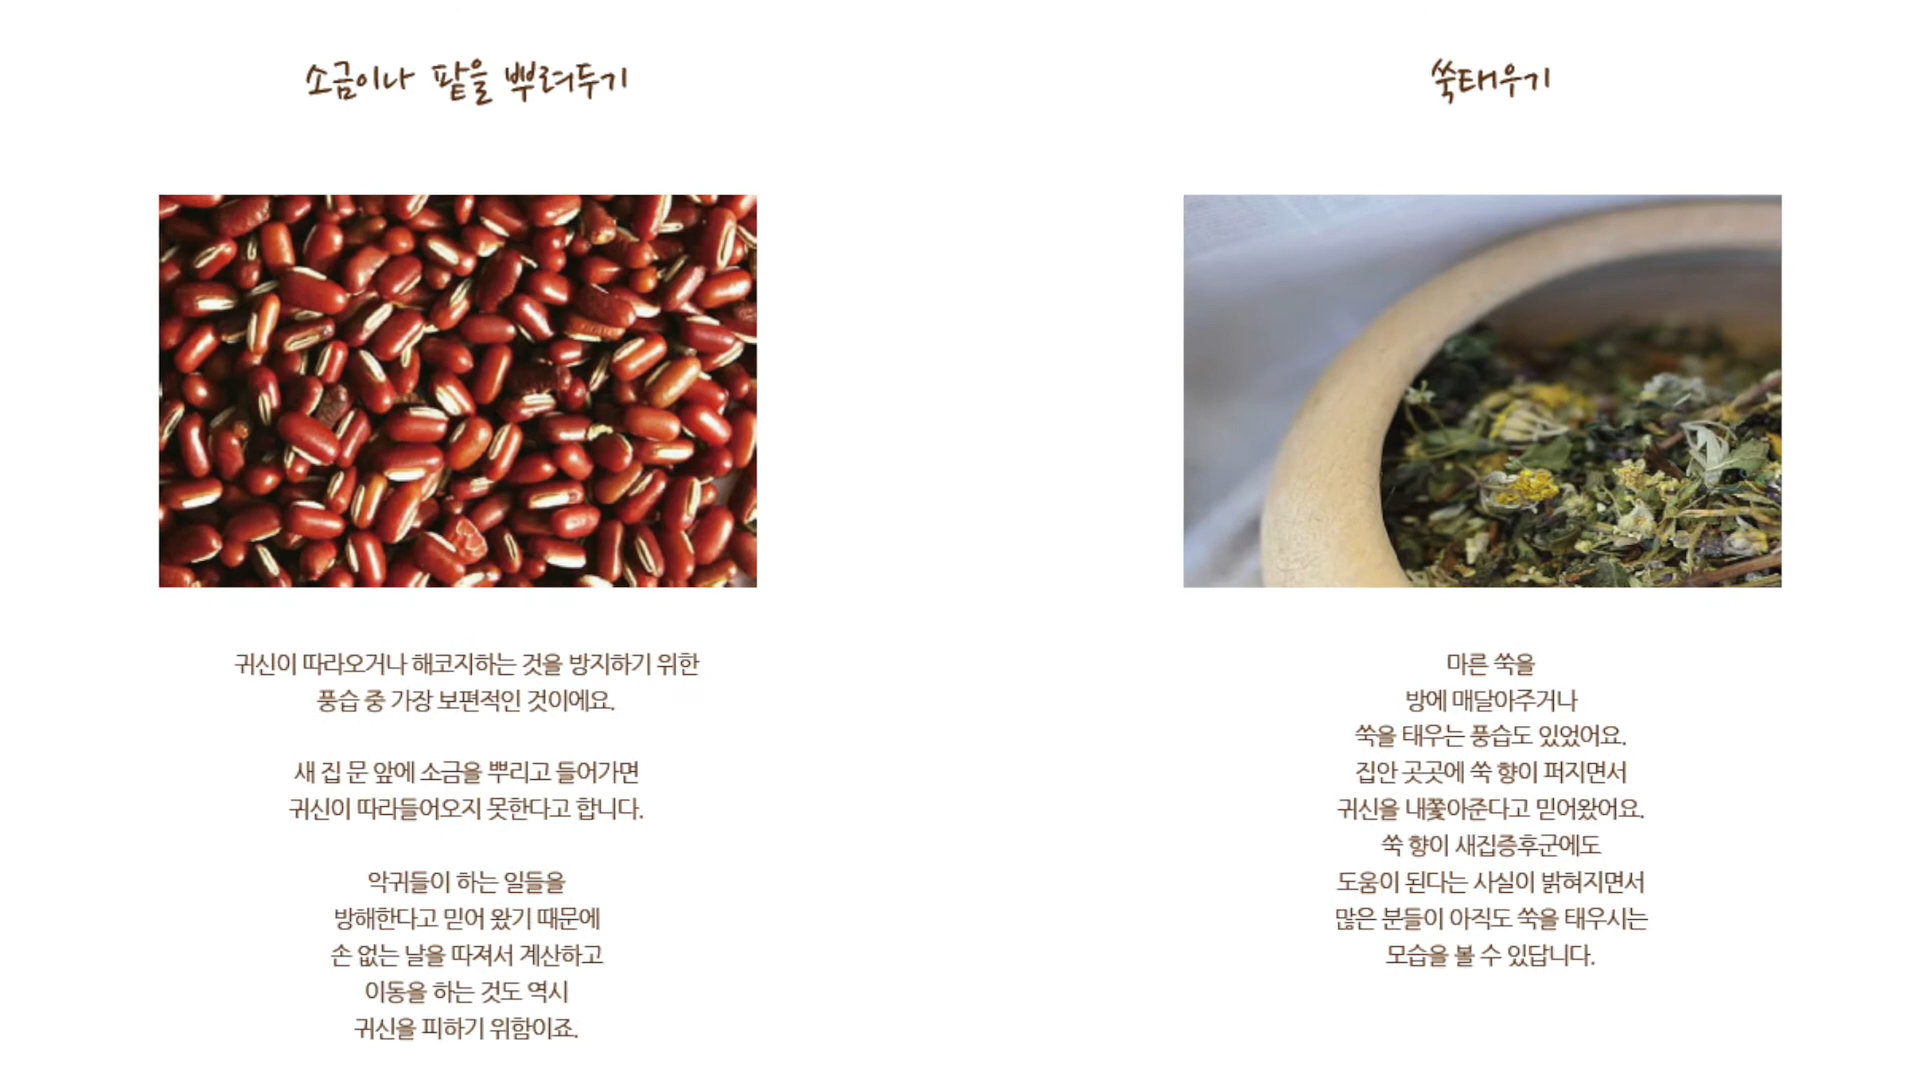 소금이나 팥을 뿌려두기
귀신이 따라오거나 해코지하는 것을 방지하기 위한
풍습 중 가장 보편적인 것이에요.
새 집 문 앞에 소금을 뿌리고 들어가면
귀신이 따라들어오지 못한다고 합니다.
악귀들이 하는 일들을
방해한다고 믿어 왔기 때문에
손 없는 날을 따져서 계산하고
이동을 하는 것도 역시
귀신을 피하기 위함이죠.
쑥태우기
마른 쑥을
방에 매달아주거나
쑥을 태우는 풍습도 있었어요.
집안 곳곳에 쑥 향이 퍼지면서
귀신을 내쫓아준다고 믿어왔어요.
쑥 향이 새집증후군에도
도움이 된다는 사실이 밝혀지면서
많은 분들이 아직도 쑥을 태우시는
모습을 볼 수 있답니다.